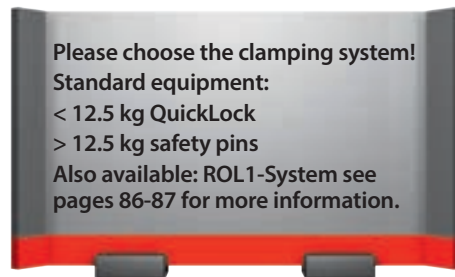 Please choose the clamping system!
Standard equipment:
< 12.5 kg QuickLock
> 12.5 kg safety pins
Also available: ROL1-System see
pages 86-87 for more information.